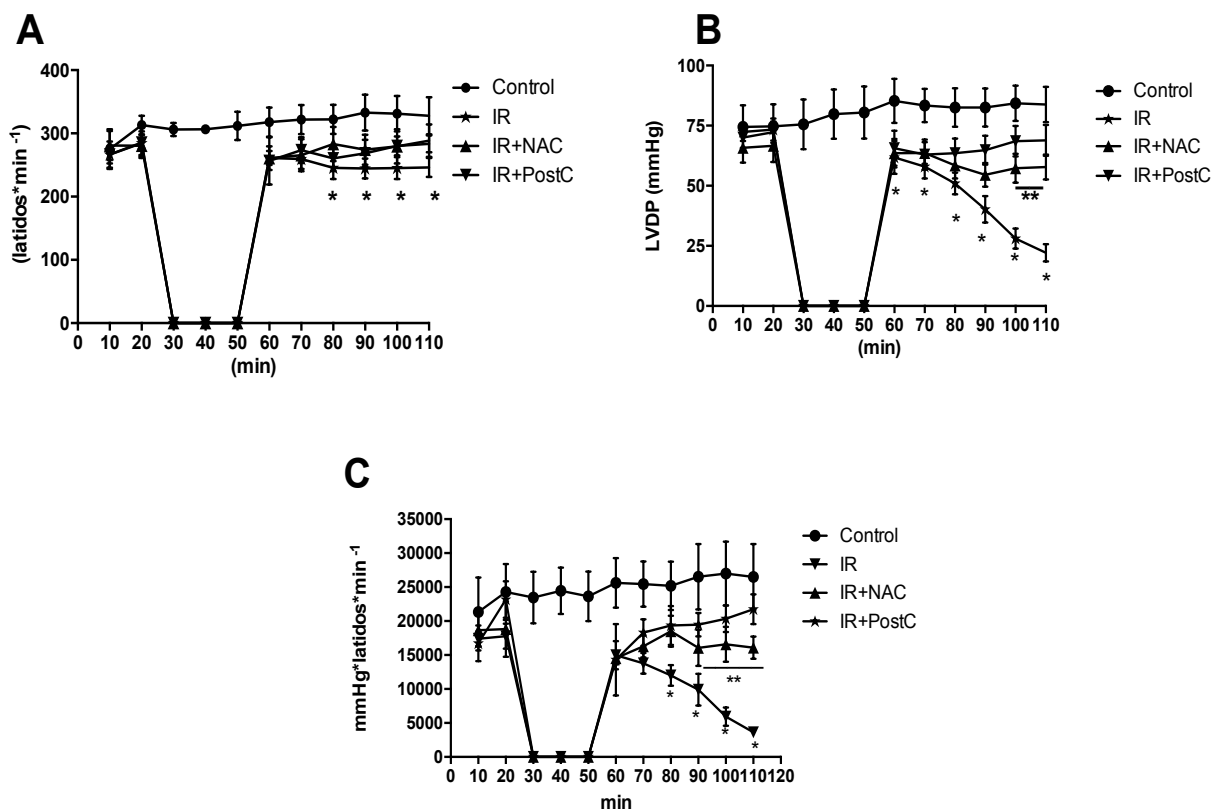 A
(latidos*min⁻¹)
400
300
200
100
0
0 10 20 30 40 50 60 70 80 90 100 110
(min)
Control
IR
IR+NAC
IR+PostC
* * * *
B
LVDP (mmHg)
100
75
50
25
0
0 10 20 30 40 50 60 70 80 90 100 110
(min)
Control
IR
IR+NAC
IR+PostC
**
* * * * * *
C
mmHg*latidos*min⁻¹
35000
30000
25000
20000
15000
10000
5000
0
0 10 20 30 40 50 60 70 80 90 100 110 120
min
Control
IR
IR+NAC
IR+PostC
**
* * * *